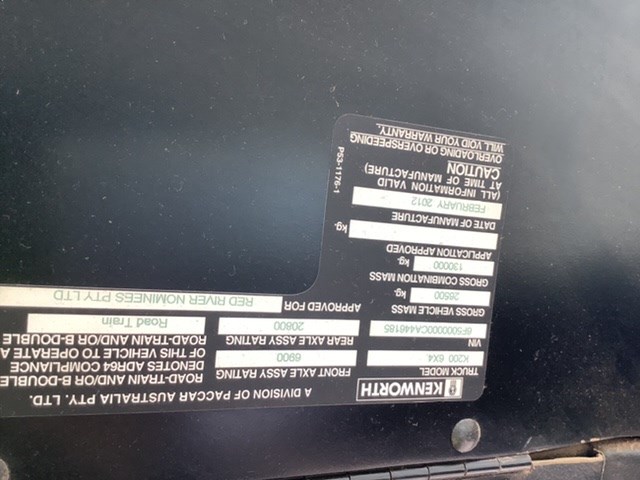 KENWORTH
A DIVISION OF PACCAR AUSTRALIA PTY. LTD.
TRUCK MODEL
K200 6X4
VIN
6F5000000CA446185
GROSS VEHICLE MASS
26500
GROSS COMBINATION MASS
130000 kg.
APPLICATION APPROVED
kg.
DATE OF MANUFACTURE
FEBRUARY 2012
(ALL INFORMATION VALID
AT TIME OF MANUFACTURE)
CAUTION
OVERLOADING OR OVERSPEEDING
WILL VOID YOUR WARRANTY.
FRONT AXLE ASSY RATING
6900
REAR AXLE ASSY RATING
20800
APPROVED FOR
RED RIVER NOMINEES PTY LTD
ROAD-TRAIN AND/OR B-DOUBLE
DENOTES ADR64 COMPLIANCE
OF THIS VEHICLE TO OPERATE A
ROAD-TRAIN AND/OR B-DOUBLE
Road Train
P53-1176-1